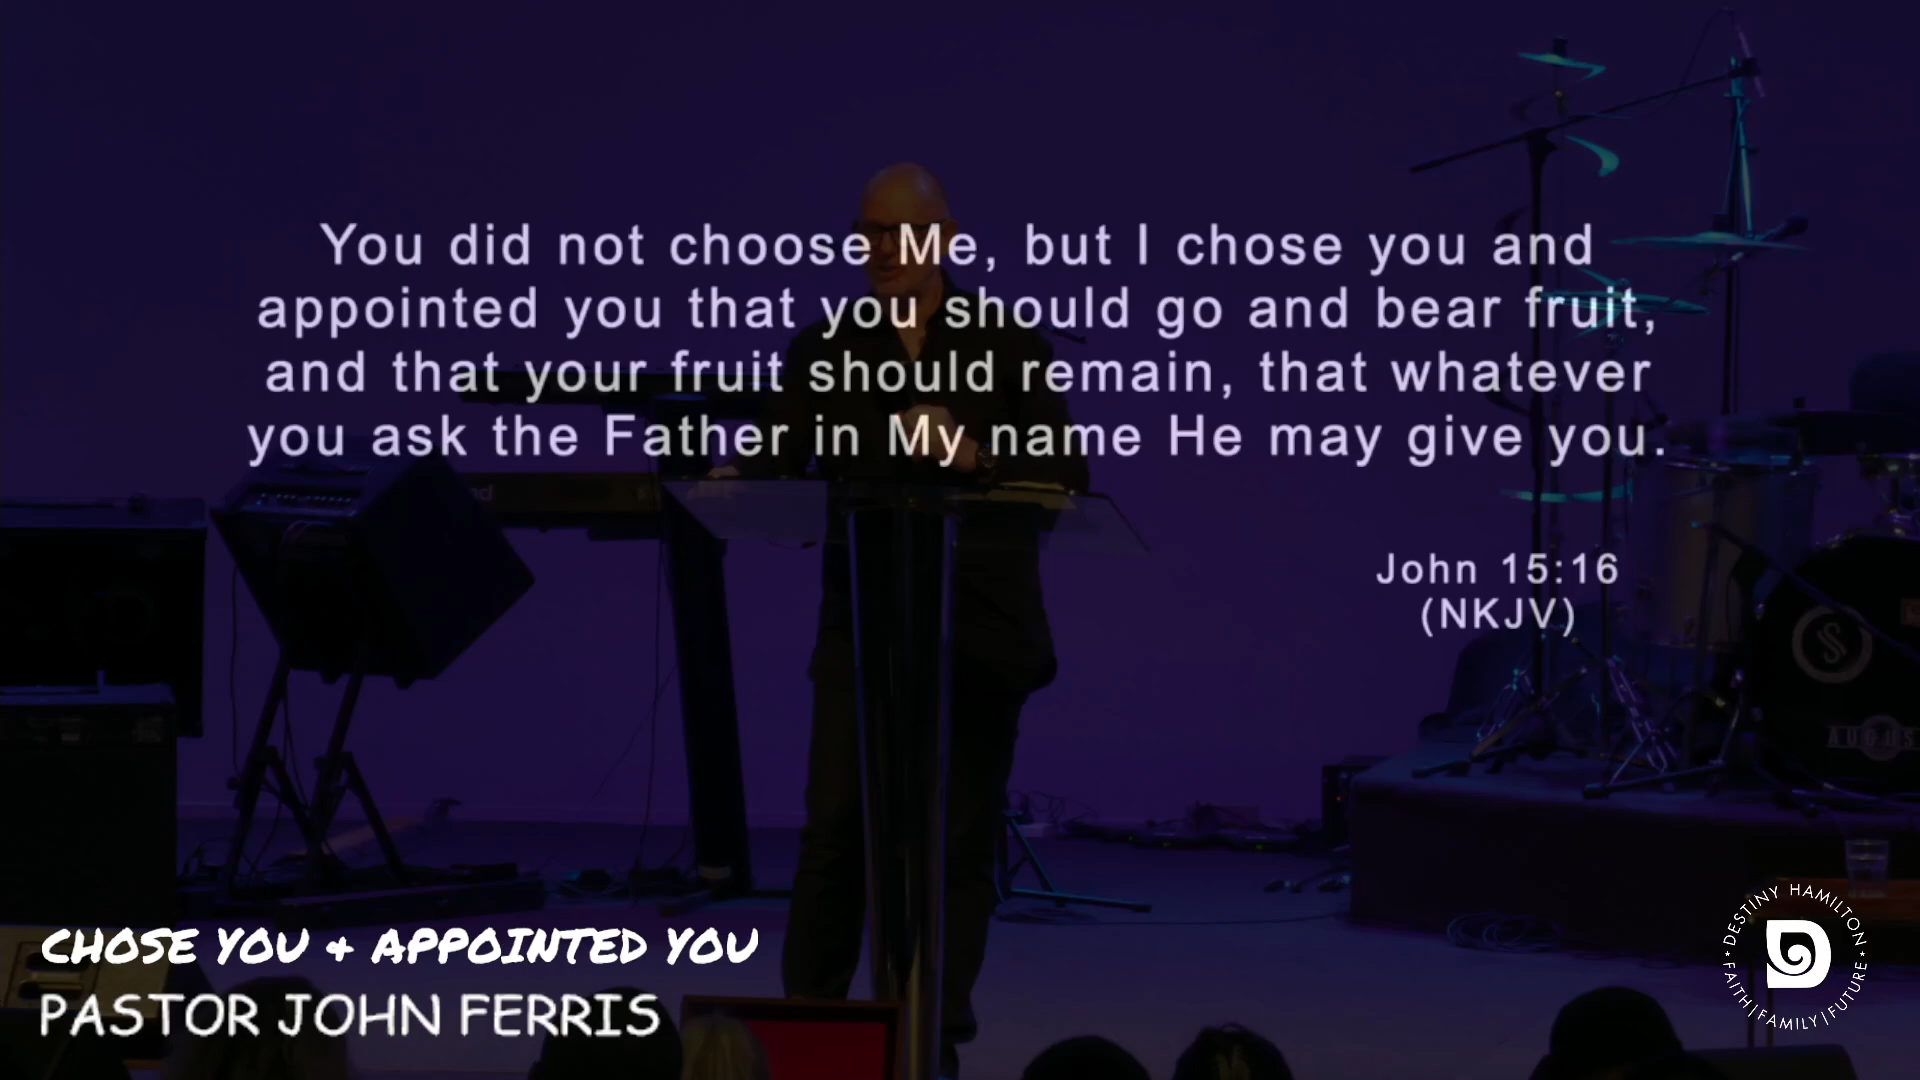 You did not choose Me, but I chose you and
appointed you that you should go and bear fruit,
and that your fruit should remain, that whatever
you ask the Father in My name He may give you.
John 15:16
(NKJV)
CHOSE YOU + APPOINTED YOU
PASTOR JOHN FERRIS
DESTINY HAMILTON
FAITH|FAMILY|FUTURE